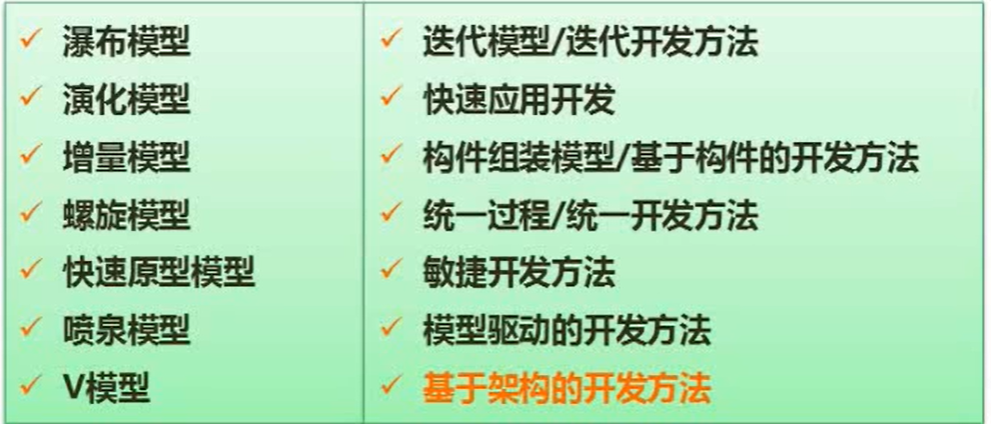 瀑布模型
演化模型
增量模型
螺旋模型
快速原型模型
喷泉模型
V模型
迭代模型/迭代开发方法
快速应用开发
构件组装模型/基于构件的开发方法
统一过程/统一开发方法
敏捷开发方法
模型驱动的开发方法
基于架构的开发方法